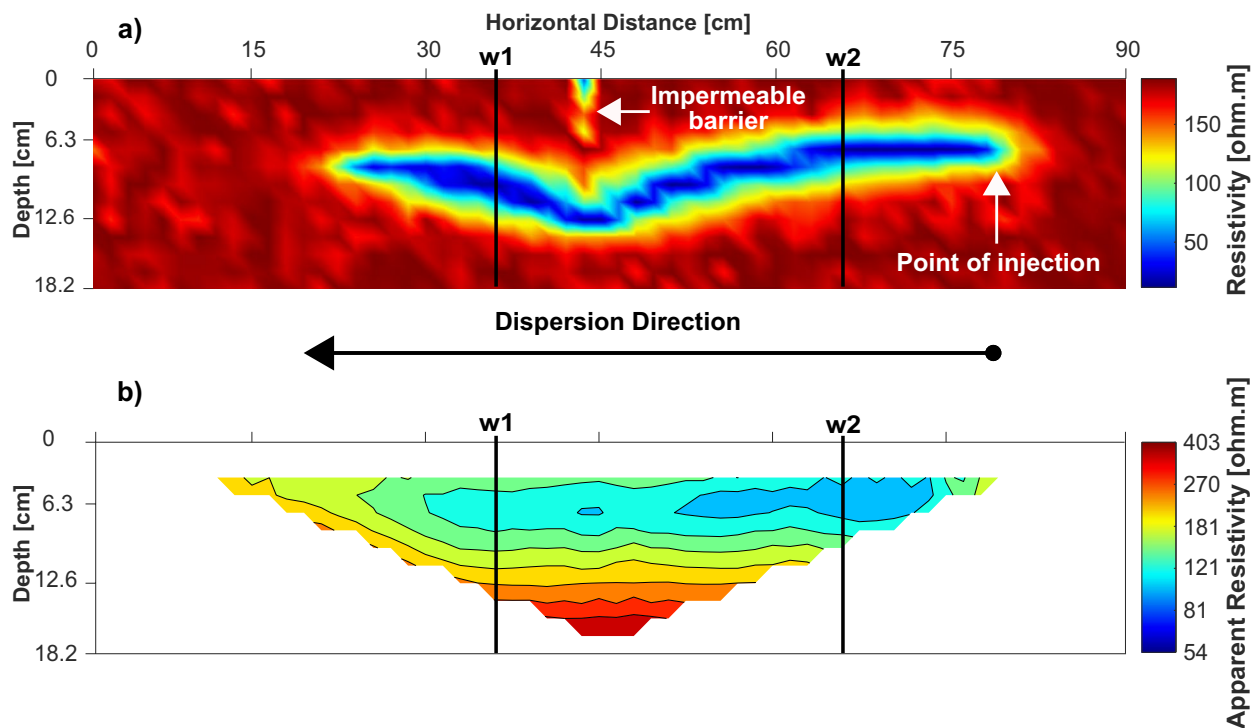 a)
Horizontal Distance [cm]
0 15 30 45 60 75 90
w1 w2
Depth [cm]
0
6.3
12.6
18.2
Impermeable
barrier
Point of injection
150
100
50
Resistivity [ohm.m]
Dispersion Direction
b)
w1 w2
Depth [cm]
0
6.3
12.6
18.2
403
270
181
121
81
54
Apparent Resistivity [ohm.m]